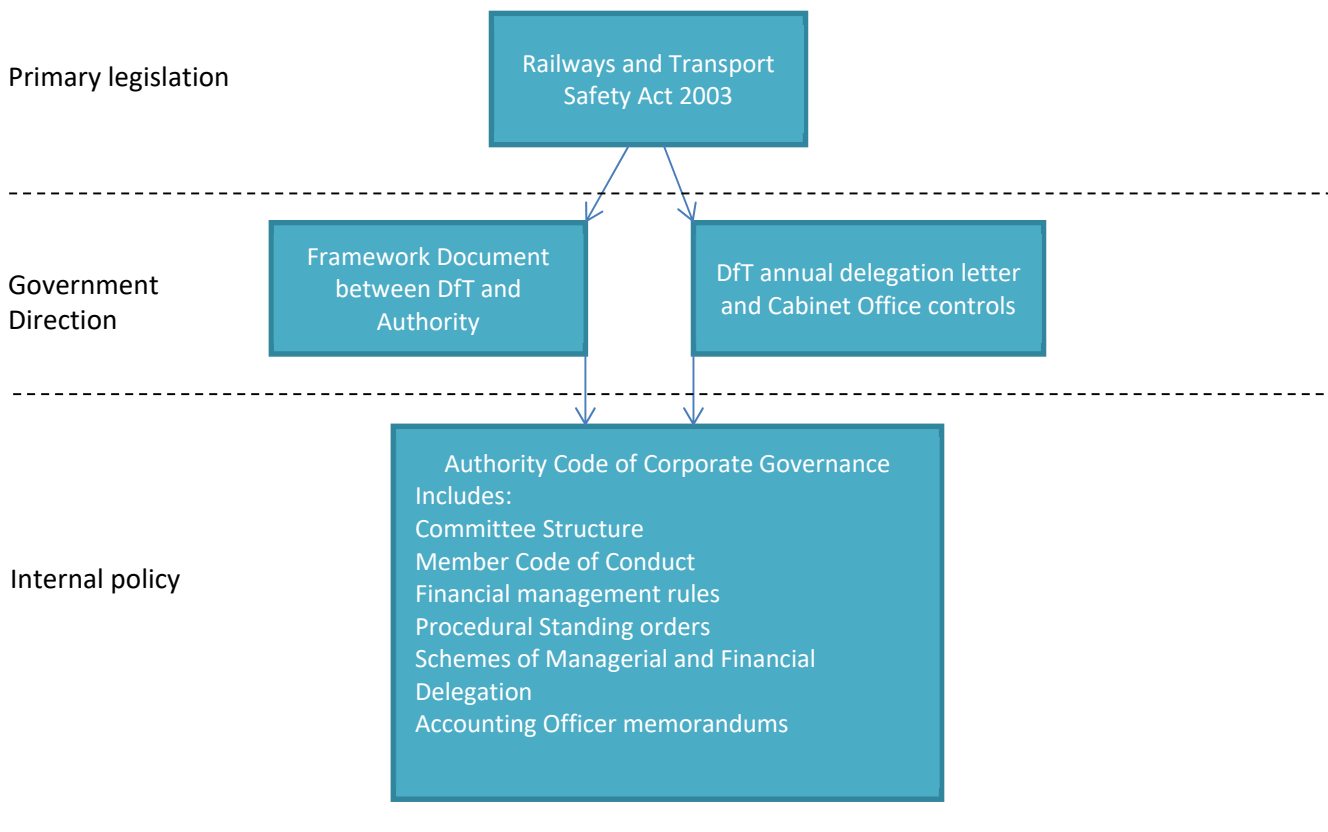 Primary legislation
Railways and Transport
Safety Act 2003
Government
Direction
Framework Document
between DfT and
Authority
DfT annual delegation letter
and Cabinet Office controls
Internal policy
Authority Code of Corporate Governance
Includes:
Committee Structure
Member Code of Conduct
Financial management rules
Procedural Standing orders
Schemes of Managerial and Financial
Delegation
Accounting Officer memorandums